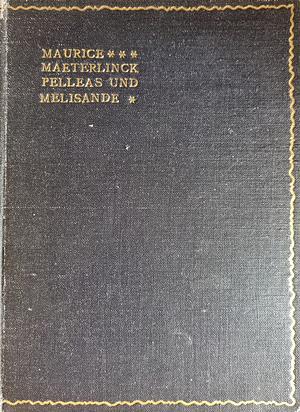 MAURICE ***
MAETERLINCK
PELLEAS UND
MELISANDE *